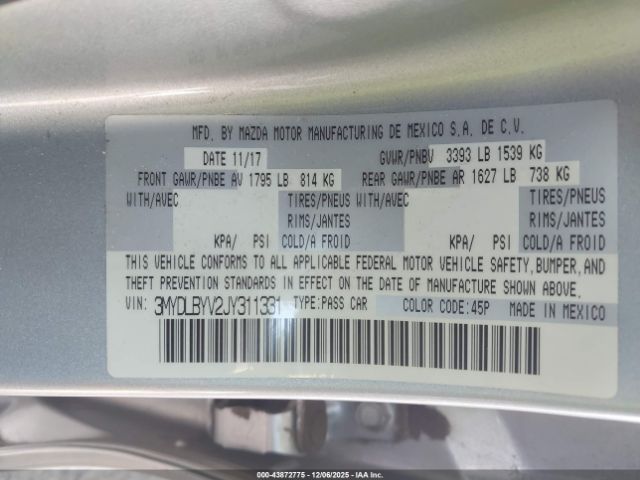 MFD. BY MAZDA MOTOR MANUFACTURING DE MEXICO S.A. DE C.V.
DATE 11/17 GVWR/PNBV 3393 LB 1539 KG
FRONT GAWR/PNBE AV 1795 LB 814 KG REAR GAWR/PNBE AR 1627 LB 738 KG
WITH/AVEC TIRES/PNEUS WITH/AVEC TIRES/PNEUS
RIMS/JANTES RIMS/JANTES
KPA/ PSI COLD/A FROID KPA/ PSI COLD/A FROID
THIS VEHICLE CONFORMS TO ALL APPLICABLE FEDERAL MOTOR VEHICLE SAFETY, BUMPER, AND
THEFT PREVENTION STANDARDS IN EFFECT ON THE DATE OF MANUFACTURE SHOWN ABOVE.
VIN: 3MYDLBYV2JY311331 TYPE: PASS CAR COLOR CODE: 45P MADE IN MEXICO
000-43872775 - 12/06/2025 - IAA Inc.